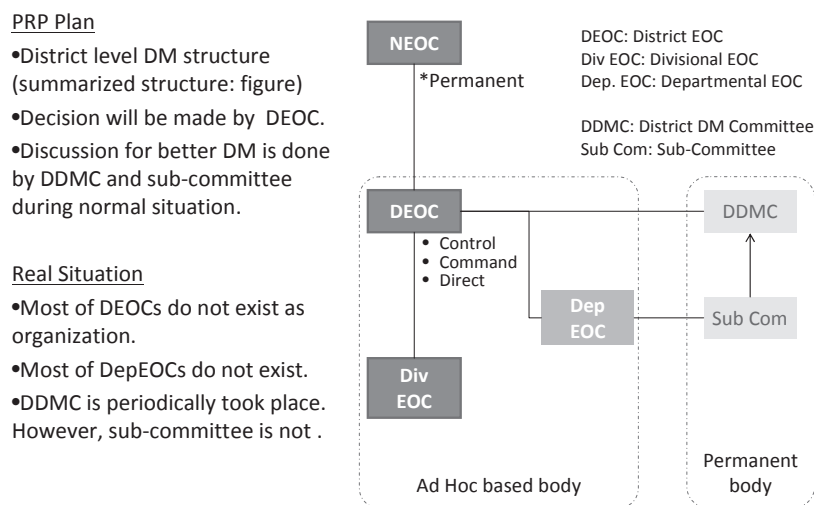 PRP Plan
•District level DM structure
(summarized structure: figure)
•Decision will be made by DEOC.
•Discussion for better DM is done
by DDMC and sub-committee
during normal situation.
Real Situation
•Most of DEOCs do not exist as
organization.
•Most of DepEOCs do not exist.
•DDMC is periodically took place.
However, sub-committee is not .
NEOC
*Permanent
DEOC: District EOC
Div EOC: Divisional EOC
Dep. EOC: Departmental EOC
DDMC: District DM Committee
Sub Com: Sub-Committee
DEOC
• Control
• Command
• Direct
DDMC
Dep
EOC
Sub Com
Div
EOC
Ad Hoc based body
Permanent
body